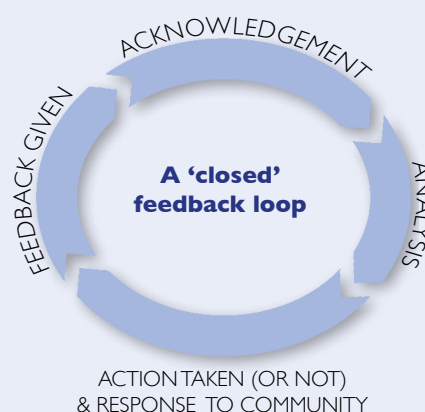 ACKNOWLEDGEMENT
FEEDBACK GIVEN
A ‘closed’
feedback loop
ANALYSIS
ACTION TAKEN (OR NOT)
& RESPONSE TO COMMUNITY